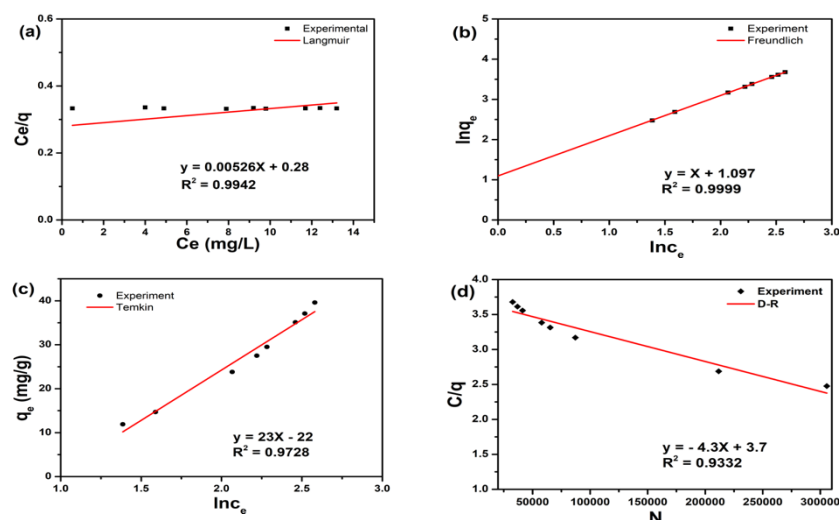 (a)
Experimental
Langmuir
Ce/q
0.6
0.4
0.2
0.0
y = 0.00526X + 0.28
R² = 0.9942
0 2 4 6 8 10 12 14
Ce (mg/L)
(b)
Experiment
Freundlich
lnqₑ
5
4
3
2
1
0
y = X + 1.097
R² = 0.9999
0.0 0.5 1.0 1.5 2.0 2.5 3.0
lncₑ
(c)
Experiment
Temkin
qₑ (mg/g)
40
30
20
10
0
y = 23X - 22
R² = 0.9728
1.0 1.5 2.0 2.5 3.0
lncₑ
(d)
Experiment
D-R
C/q
4.0
3.5
3.0
2.5
2.0
1.5
1.0
y = - 4.3X + 3.7
R² = 0.9332
50000 100000 150000 200000 250000 300000
N